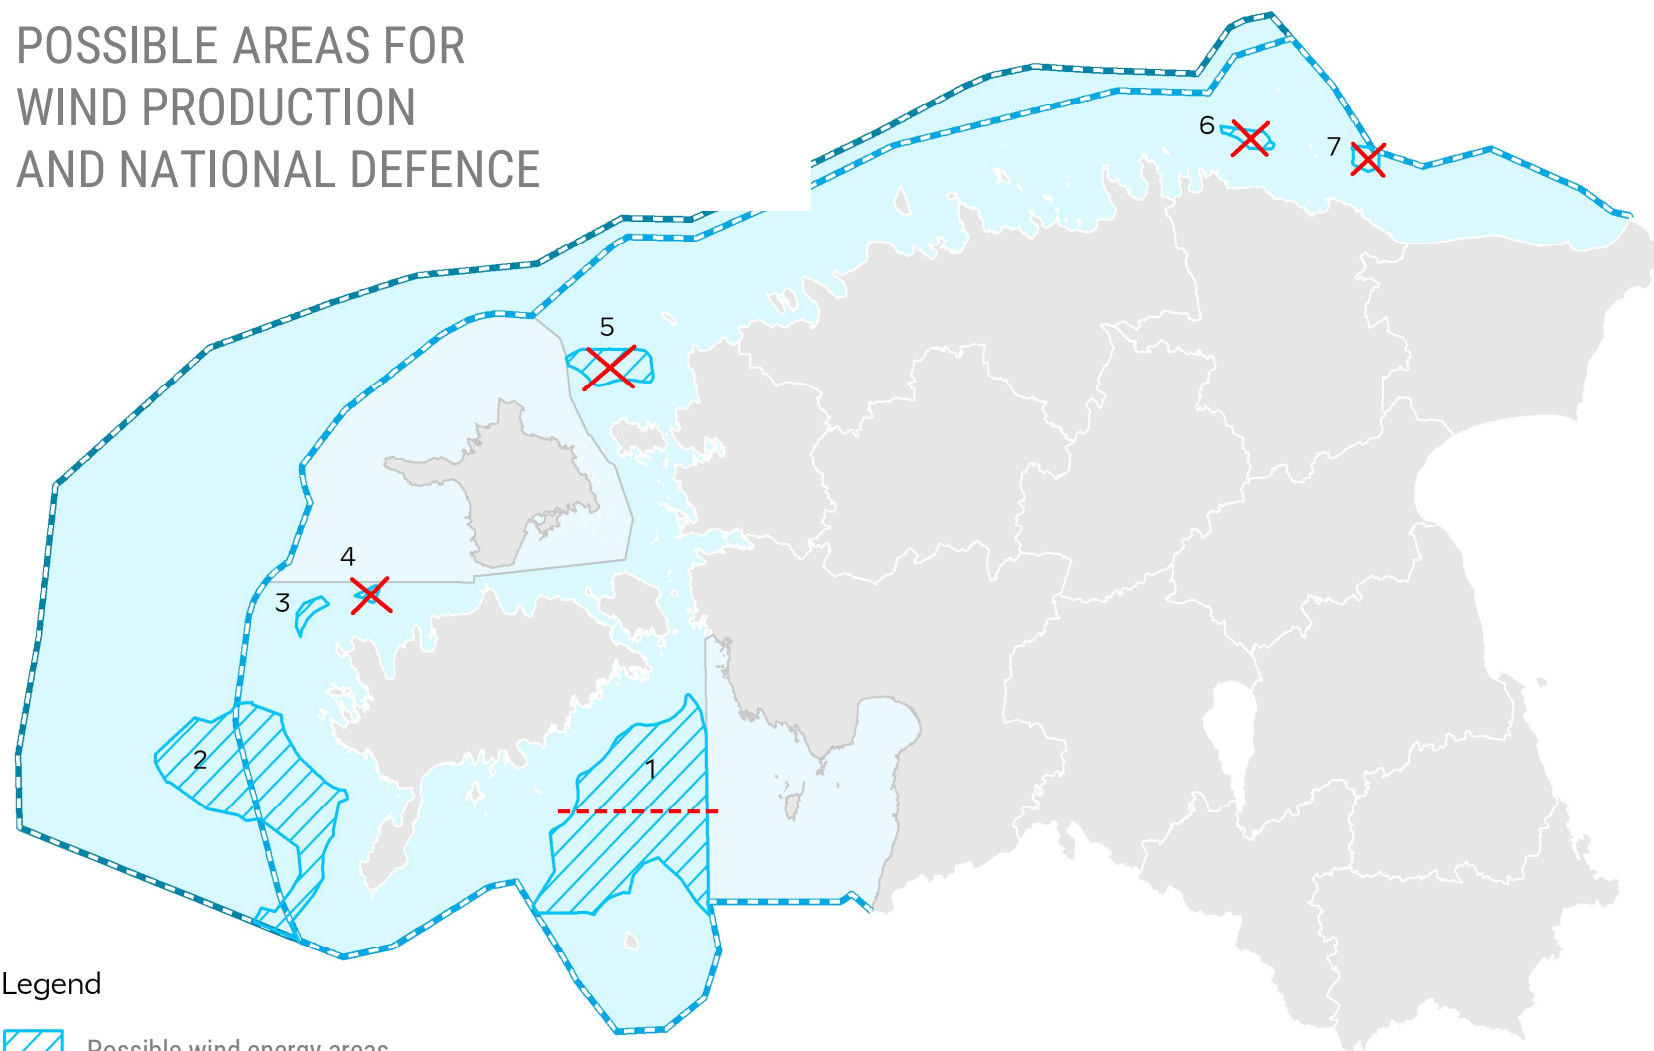 POSSIBLE AREAS FOR
WIND PRODUCTION
AND NATIONAL DEFENCE
6
7
5
4
3
2
1
Legend
Possible wind energy areas